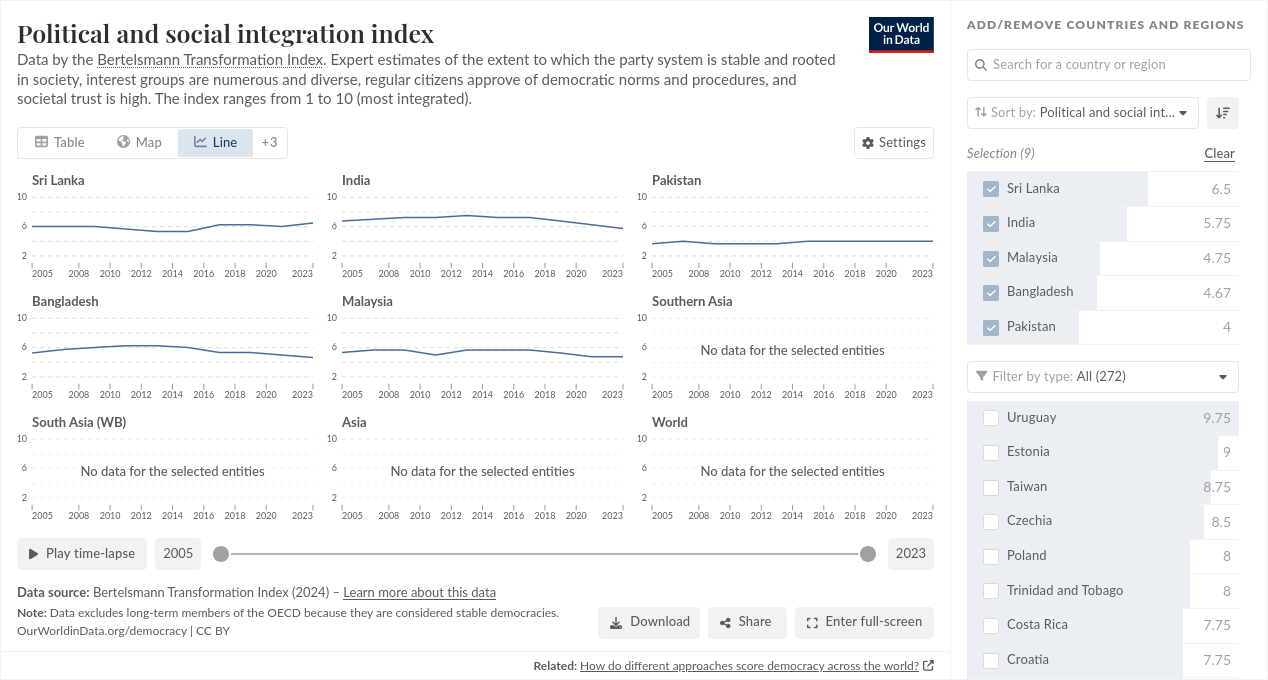 Political and social integration index
Our World
in Data
Data by the Bertelsmann Transformation Index. Expert estimates of the extent to which the party system is stable and rooted
in society, interest groups are numerous and diverse, regular citizens approve of democratic norms and procedures, and
societal trust is high. The index ranges from 1 to 10 (most integrated).
Table Map Line +3
Settings
Sri Lanka
10
6
2
2005 2008 2010 2012 2014 2016 2018 2020 2023
India
10
6
2
2005 2008 2010 2012 2014 2016 2018 2020 2023
Pakistan
10
6
2
2005 2008 2010 2012 2014 2016 2018 2020 2023
Bangladesh
10
6
2
2005 2008 2010 2012 2014 2016 2018 2020 2023
Malaysia
10
6
2
2005 2008 2010 2012 2014 2016 2018 2020 2023
Southern Asia
10
6
2
No data for the selected entities
2005 2008 2010 2012 2014 2016 2018 2020 2023
South Asia (WB)
10
6
2
No data for the selected entities
2005 2008 2010 2012 2014 2016 2018 2020 2023
Asia
10
6
2
No data for the selected entities
2005 2008 2010 2012 2014 2016 2018 2020 2023
World
10
6
2
No data for the selected entities
2005 2008 2010 2012 2014 2016 2018 2020 2023
Play time-lapse
2005
2023
Data source: Bertelsmann Transformation Index (2024) – Learn more about this data
Note: Data excludes long-term members of the OECD because they are considered stable democracies.
OurWorldinData.org/democracy | CC BY
Download
Share
Enter full-screen
Related: How do different approaches score democracy across the world?
ADD/REMOVE COUNTRIES AND REGIONS
Search for a country or region
Sort by: Political and social int...
Selection (9)
Clear
Sri Lanka 6.5
India 5.75
Malaysia 4.75
Bangladesh 4.67
Pakistan 4
Filter by type: All (272)
Uruguay 9.75
Estonia 9
Taiwan 8.75
Czechia 8.5
Poland 8
Trinidad and Tobago 8
Costa Rica 7.75
Croatia 7.75